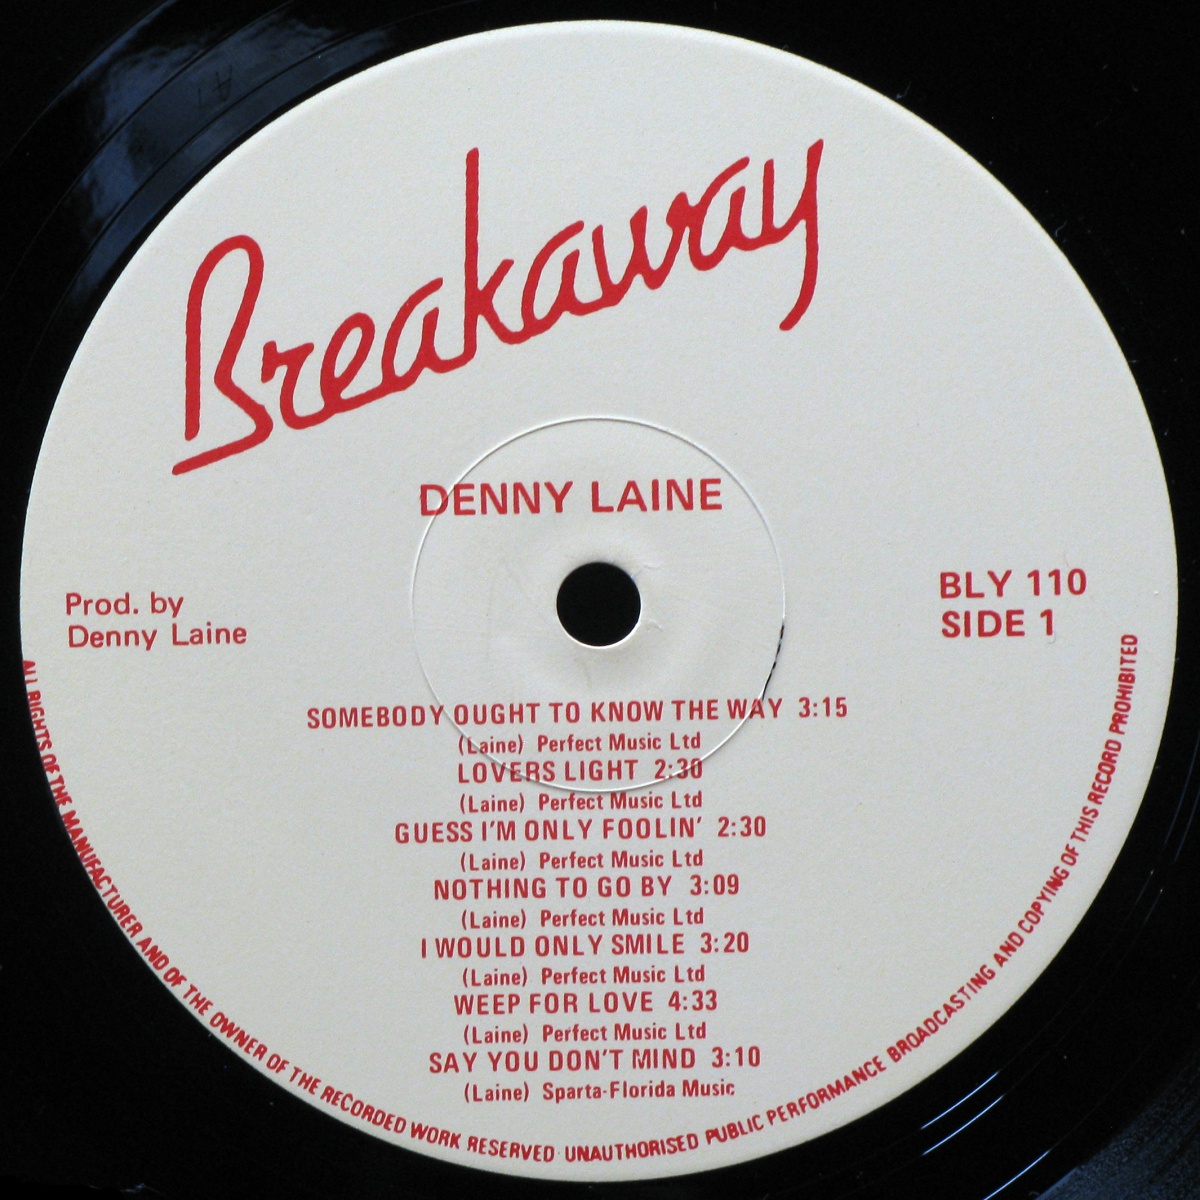 Breakaway
DENNY LAINE
Prod. by
Denny Laine
BLY 110
SIDE 1
SOMEBODY OUGHT TO KNOW THE WAY 3:15
(Laine) Perfect Music Ltd
LOVERS LIGHT 2:30
(Laine) Perfect Music Ltd
GUESS I'M ONLY FOOLIN' 2:30
(Laine) Perfect Music Ltd
NOTHING TO GO BY 3:09
(Laine) Perfect Music Ltd
I WOULD ONLY SMILE 3:20
(Laine) Perfect Music Ltd
WEEP FOR LOVE 4:33
(Laine) Perfect Music Ltd
SAY YOU DON'T MIND 3:10
(Laine) Sparta-Florida Music
ALL RIGHTS OF THE MANUFACTURER AND OF THE OWNER OF THE RECORDED WORK RESERVED · UNAUTHORISED PUBLIC PERFORMANCE BROADCASTING AND COPYING OF THIS RECORD PROHIBITED